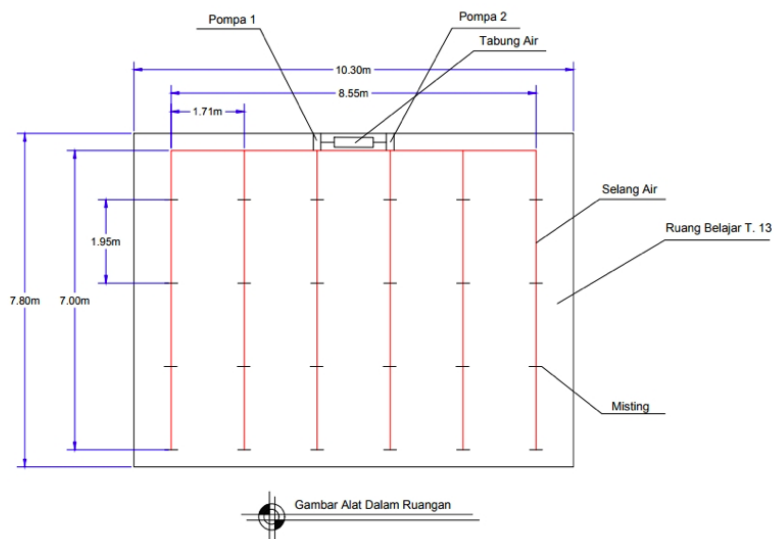 Pompa 1
Pompa 2
Tabung Air
10.30m
8.55m
1.71m
Selang Air
Ruang Belajar T. 13
1.95m
7.80m
7.00m
Misting
Gambar Alat Dalam Ruangan